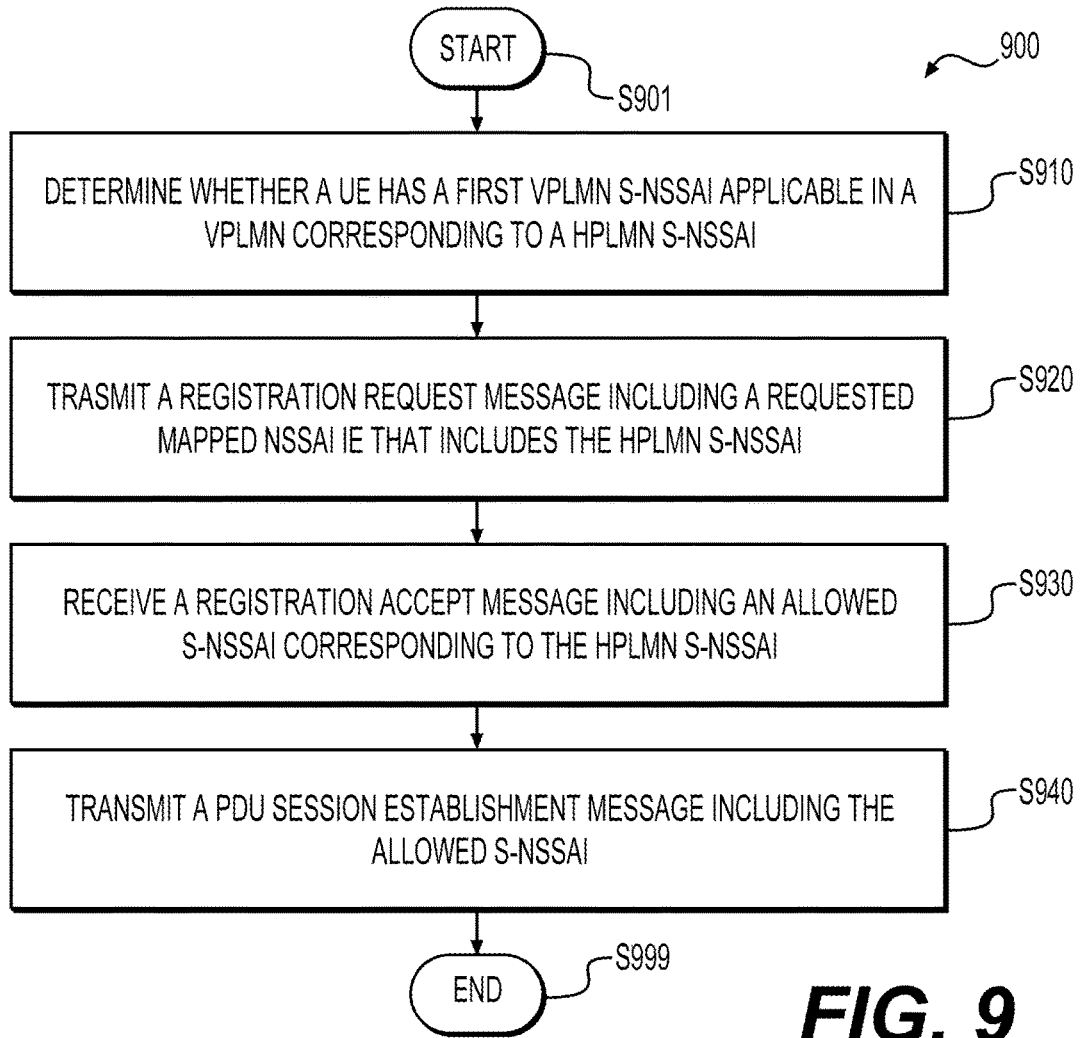 START
900
S901
DETERMINE WHETHER A UE HAS A FIRST VPLMN S-NSSAI APPLICABLE IN A
VPLMN CORRESPONDING TO A HPLMN S-NSSAI
S910
TRASMIT A REGISTRATION REQUEST MESSAGE INCLUDING A REQUESTED
MAPPED NSSAI IE THAT INCLUDES THE HPLMN S-NSSAI
S920
RECEIVE A REGISTRATION ACCEPT MESSAGE INCLUDING AN ALLOWED
S-NSSAI CORRESPONDING TO THE HPLMN S-NSSAI
S930
TRANSMIT A PDU SESSION ESTABLISHMENT MESSAGE INCLUDING THE
ALLOWED S-NSSAI
S940
END
S999
FIG. 9